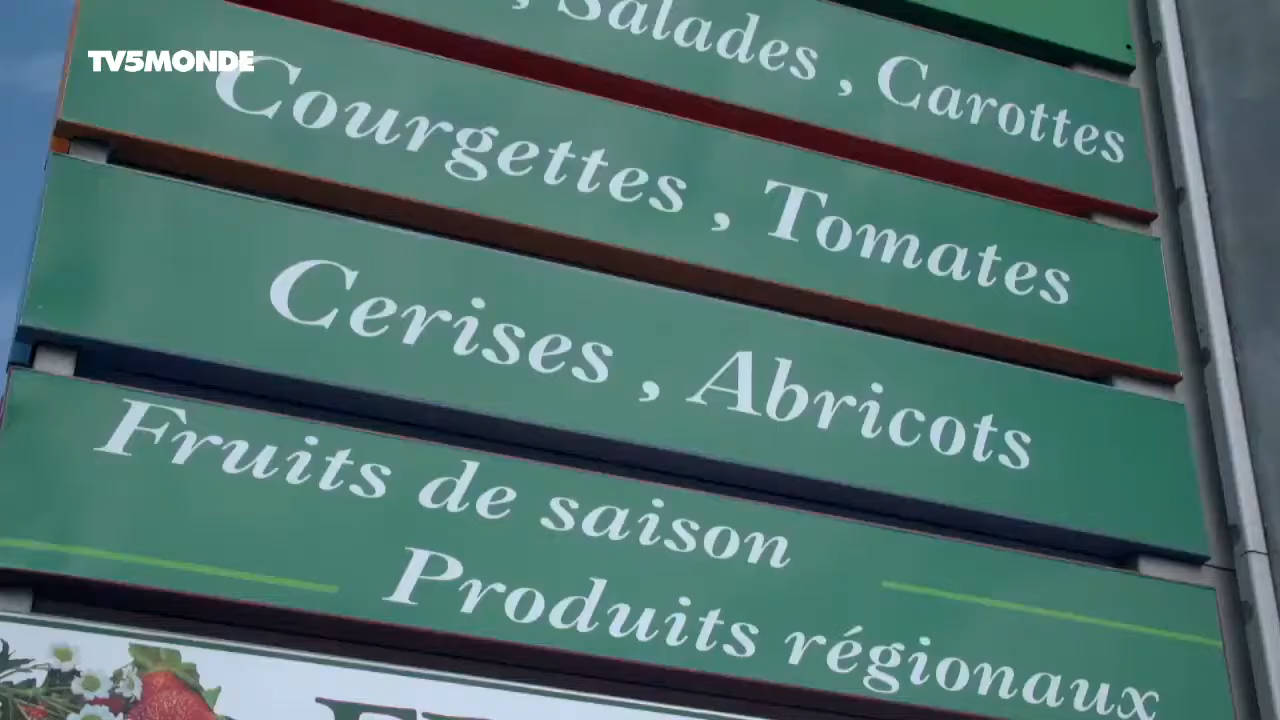 TV5MONDE
, Salades , Carottes
Courgettes , Tomates
Cerises , Abricots
Fruits de saison
Produits régionaux